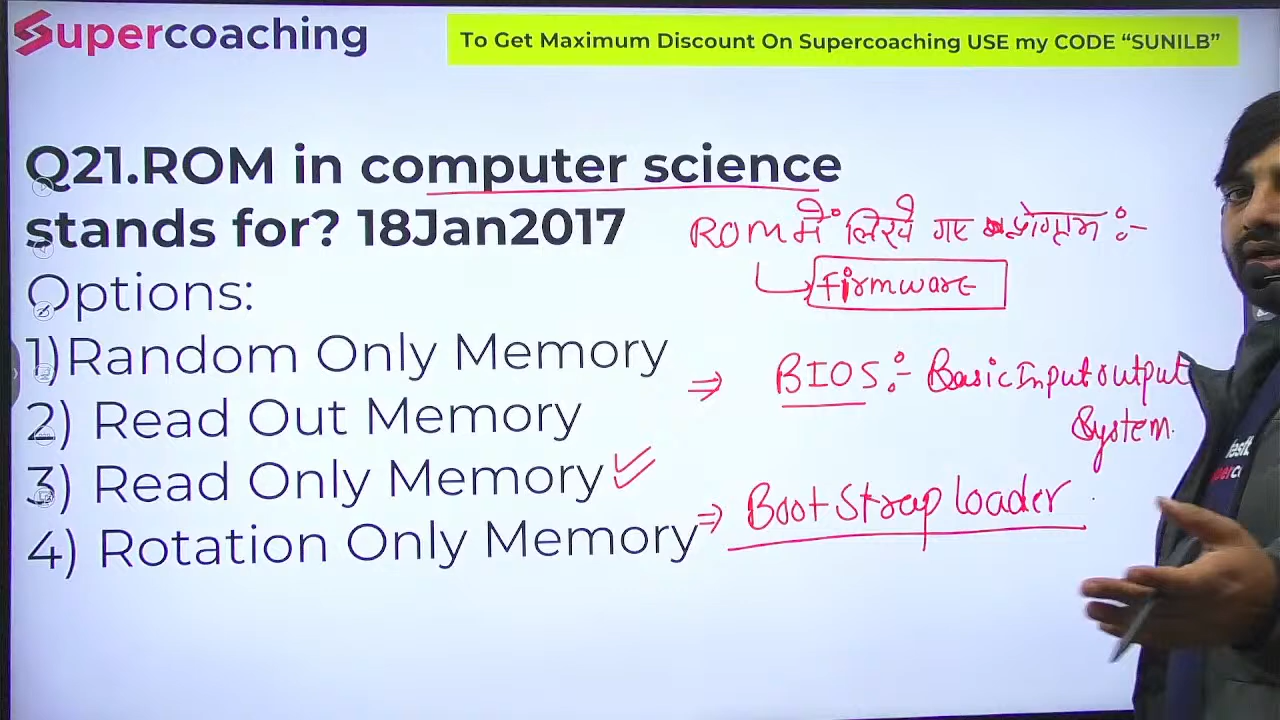 Supercoaching
To Get Maximum Discount On Supercoaching USE my CODE “SUNILB”
Q21.ROM in computer science
stands for? 18Jan2017
Options:
1)Random Only Memory
2) Read Out Memory
3) Read Only Memory
4) Rotation Only Memory
ROM में लिखे गए प्रोग्राम :-
Firmware
⇒ BIOS :- Basic Input output
System.
⇒ Boot Strap loader